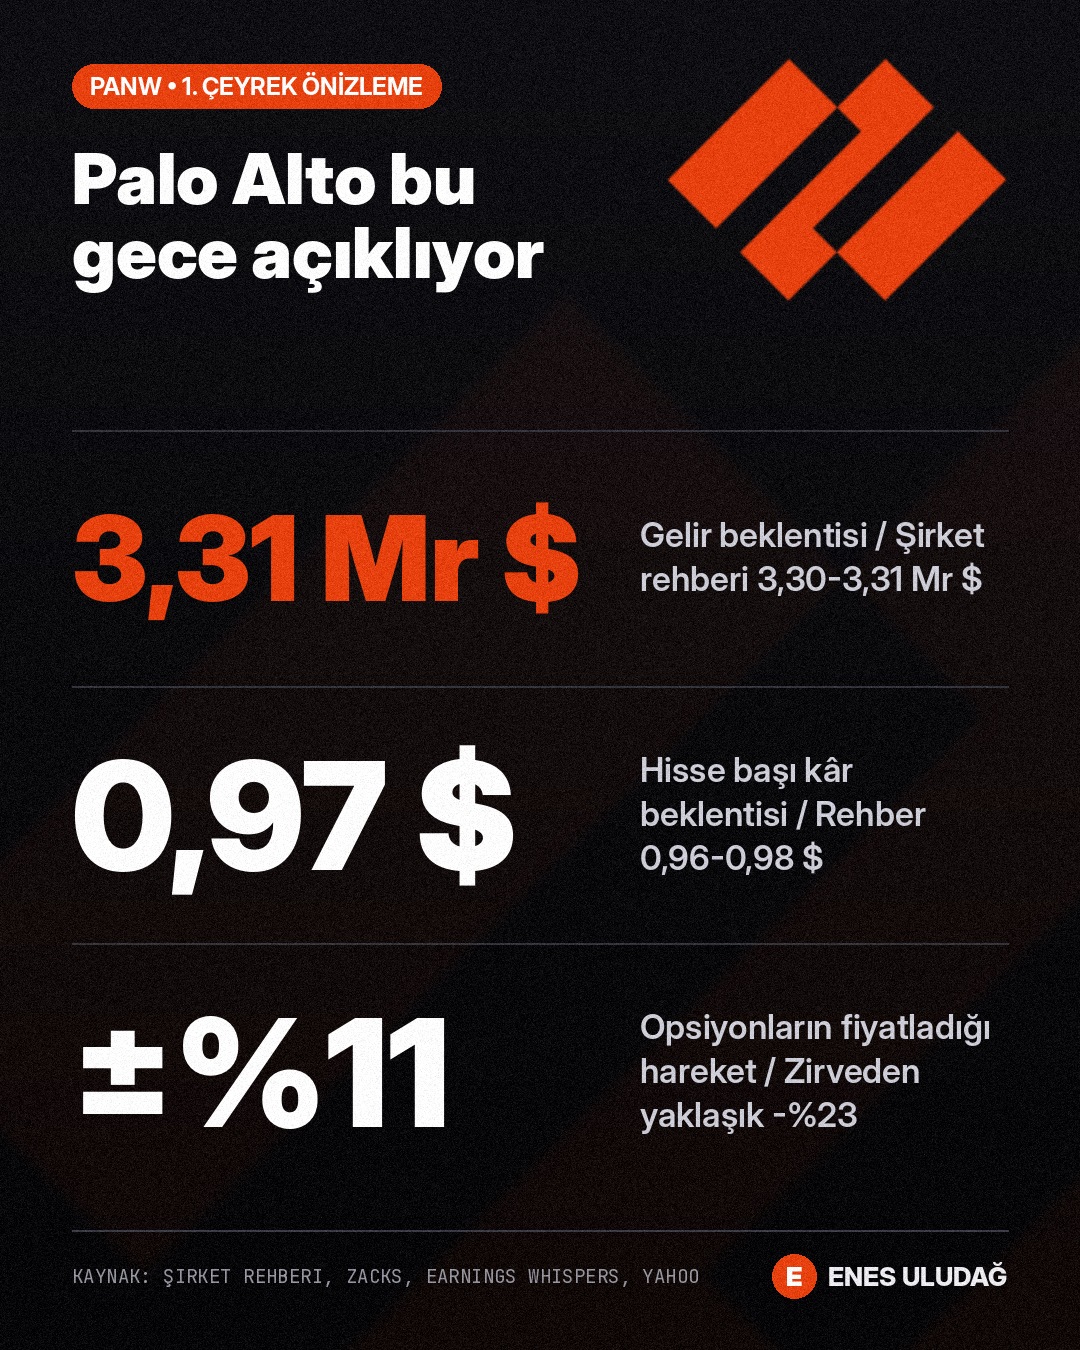 PANW • 1. ÇEYREK ÖNİZLEME
Palo Alto bu
gece açıklıyor
3,31 Mr $
Gelir beklentisi / Şirket
rehberi 3,30-3,31 Mr $
0,97 $
Hisse başı kâr
beklentisi / Rehber
0,96-0,98 $
±%11
Opsiyonların fiyatladığı
hareket / Zirveden
yaklaşık -%23
KAYNAK: ŞIRKET REHBERI, ZACKS, EARNINGS WHISPERS, YAHOO
E ENES ULUDAĞ